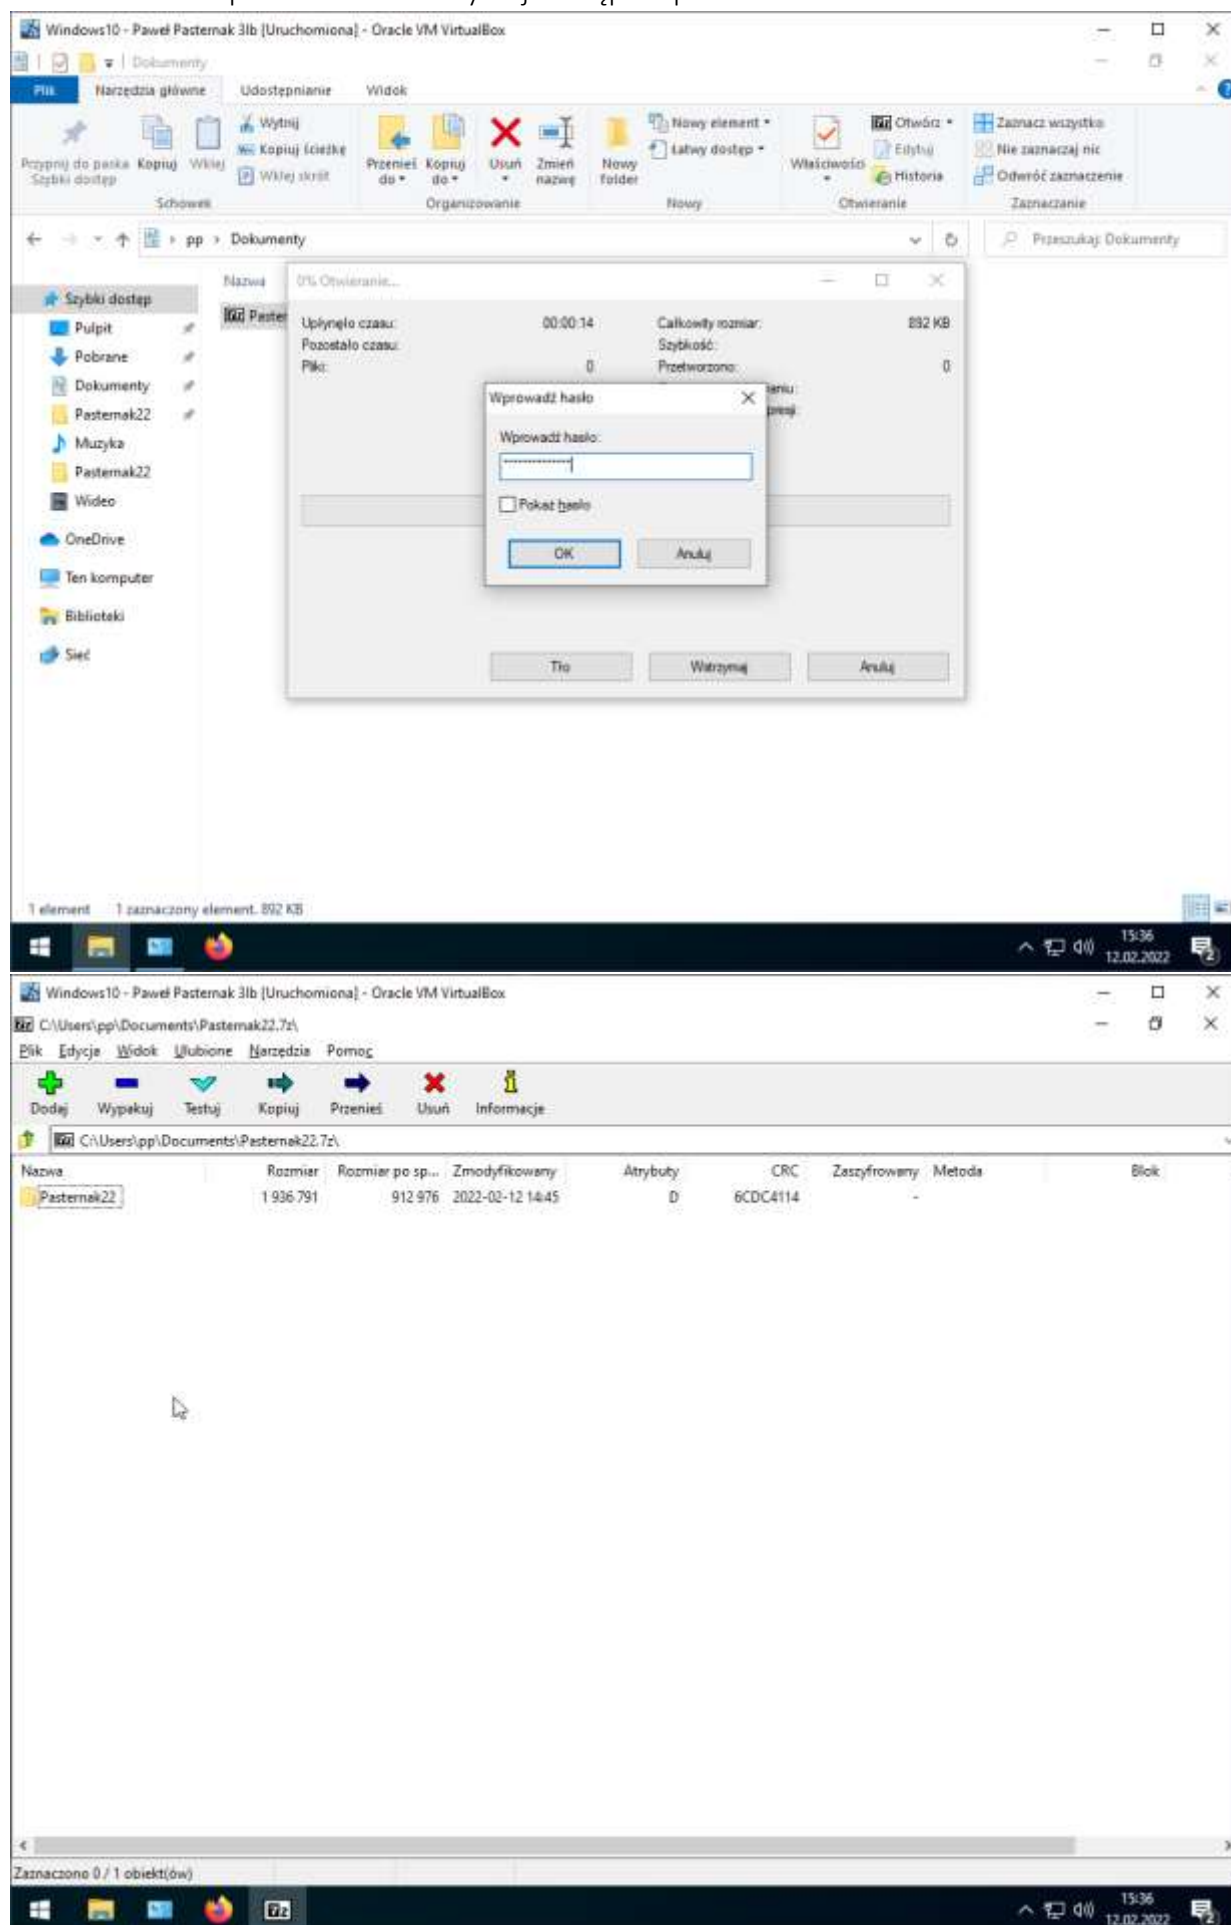 Windows10 - Paweł Pasternak 3Ib [Uruchomiona] - Oracle VM VirtualBox
Dokumenty
Plik Narzędzia główne Udostępnianie Widok
Przypnij do paska Szybki dostęp
Kopiuj
Wklej
Wytnij
Kopiuj ścieżkę
Wklej skrót
Przenieś do
Kopiuj do
Usuń
Zmień nazwę
Nowy folder
Nowy element
Łatwy dostęp
Właściwości
Otwórz
Edytuj
Historia
Zaznacz wszystko
Nie zaznaczaj nic
Odwróć zaznaczenie
Schowek Organizowanie Nowy Otwieranie Zaznaczanie
pp › Dokumenty
Przeszukaj: Dokumenty
Nazwa
Paster
Szybki dostęp
Pulpit
Pobrane
Dokumenty
Pasternak22
Muzyka
Pasternak22
Wideo
OneDrive
Ten komputer
Biblioteki
Sieć
0% Otwieranie...
Upłynęło czasu: 00:00:14 Całkowity rozmiar: 892 KB
Pozostało czasu: Szybkość:
Pliki: 0 Przetworzono: 0
Wprowadź hasło
Wprowadź hasło:
Pokaż hasło
OK Anuluj
Tło Wstrzymaj Anuluj
1 element 1 zaznaczony element. 892 KB
15:36
12.02.2022
2
Windows10 - Paweł Pasternak 3Ib [Uruchomiona] - Oracle VM VirtualBox
C:\Users\pp\Documents\Pasternak22.7z\
Plik Edycja Widok Ulubione Narzędzia Pomoc
Dodaj Wypakuj Testuj Kopiuj Przenieś Usuń Informacje
C:\Users\pp\Documents\Pasternak22.7z\
Nazwa Rozmiar Rozmiar po sp... Zmodyfikowany Atrybuty CRC Zaszyfrowany Metoda Blok
Pasternak22 1 936 791 912 976 2022-02-12 14:45 D 6CDC4114 -
Zaznaczono 0 / 1 obiekt(ów)
15:36
12.02.2022
2